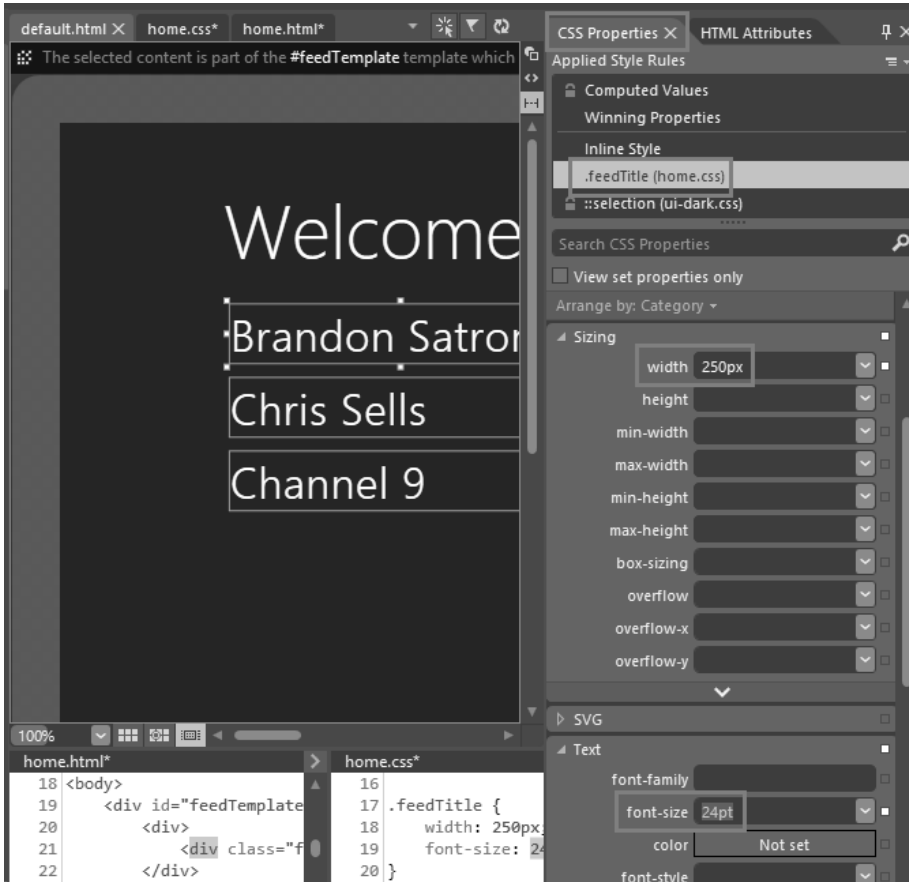 default.html × home.css* home.html*
The selected content is part of the #feedTemplate template which
Welcome
Brandon Satror
Chris Sells
Channel 9
100%
home.html*
18 <body>
19 <div id="feedTemplate
20 <div>
21 <div class="f
22 </div>
home.css*
16
17 .feedTitle {
18 width: 250px;
19 font-size: 24
20 }
CSS Properties × HTML Attributes
Applied Style Rules
Computed Values
Winning Properties
Inline Style
.feedTitle (home.css)
::selection (ui-dark.css)
Search CSS Properties
View set properties only
Arrange by: Category
Sizing
width 250px
height
min-width
max-width
min-height
max-height
box-sizing
overflow
overflow-x
overflow-y
SVG
Text
font-family
font-size 24pt
color Not set
font-style